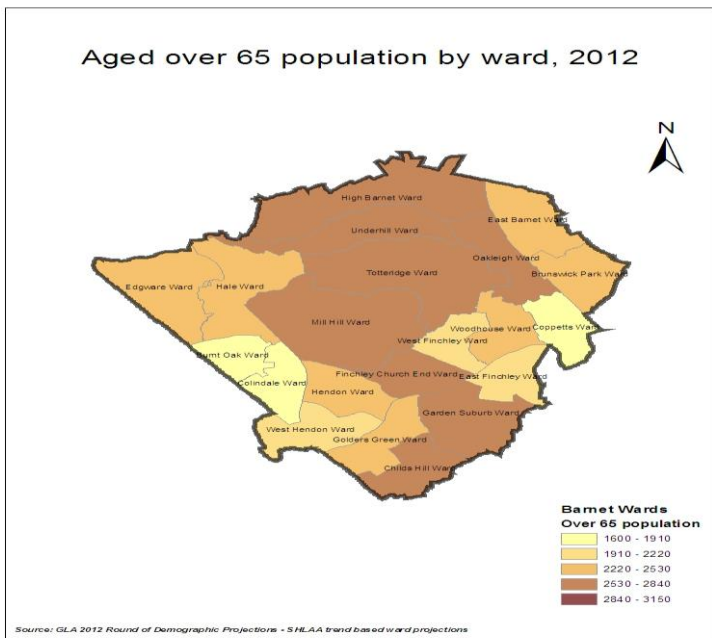 Aged over 65 population by ward, 2012
N
High Barnet Ward
East Barnet Ward
Underhill Ward
Oakleigh Ward
Totteridge Ward
Brunswick Park Ward
Edgware Ward
Hale Ward
Mill Hill Ward
Woodhouse Ward
Coppetts Ward
West Finchley Ward
Burnt Oak Ward
Finchley Church End Ward
East Finchley Ward
Colindale Ward
Hendon Ward
Garden Suburb Ward
West Hendon Ward
Golders Green Ward
Childs Hill Ward
Barnet Wards
Over 65 population
1600 - 1910
1910 - 2220
2220 - 2530
2530 - 2840
2840 - 3150
Source: GLA 2012 Round of Demographic Projections - SHLAA trend based ward projections